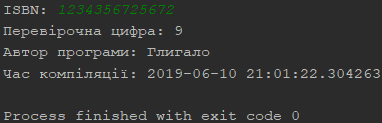 ISBN: 1234356725672
Перевірочна цифра: 9
Автор програми: Глигало
Час компіляції: 2019-06-10 21:01:22.304263
Process finished with exit code 0